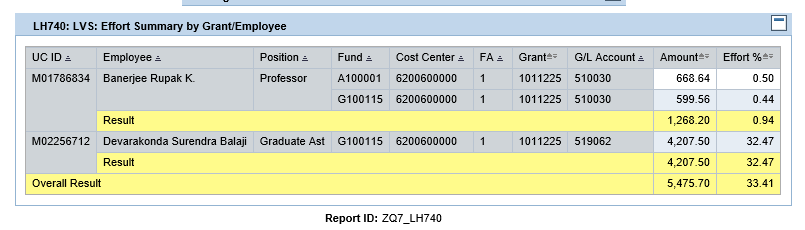 LH740: LVS: Effort Summary by Grant/Employee
UC ID Employee Position Fund Cost Center FA Grant G/L Account Amount Effort %
M01786834 Banerjee Rupak K. Professor A100001 6200600000 1 1011225 510030 668.64 0.50
G100115 6200600000 1 1011225 510030 599.56 0.44
Result 1,268.20 0.94
M02256712 Devarakonda Surendra Balaji Graduate Ast G100115 6200600000 1 1011225 519062 4,207.50 32.47
Result 4,207.50 32.47
Overall Result 5,475.70 33.41
Report ID: ZQ7_LH740